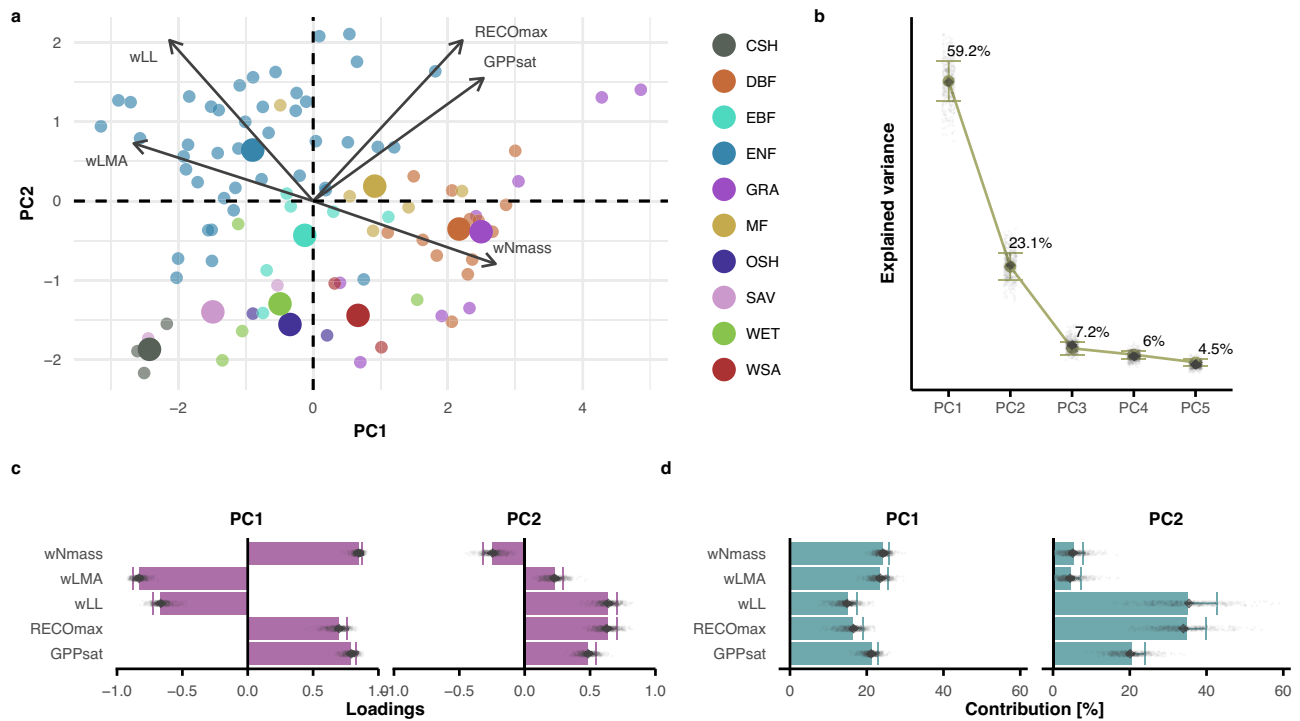 a
b
2
1
0
−1
−2
PC2
−2
0
2
4
PC1
wLL
wLMA
RECOmax
GPPsat
wNmass
CSH
DBF
EBF
ENF
GRA
MF
OSH
SAV
WET
WSA
Explained variance
59.2%
23.1%
7.2%
6%
4.5%
PC1 PC2 PC3 PC4 PC5
c
d
PC1 PC2
wNmass
wLMA
wLL
RECOmax
GPPsat
−1.0 −0.5 0.0 0.5 1.0
−1.0 −0.5 0.0 0.5 1.0
Loadings
PC1 PC2
wNmass
wLMA
wLL
RECOmax
GPPsat
0 20 40 60
0 20 40 60
Contribution [%]